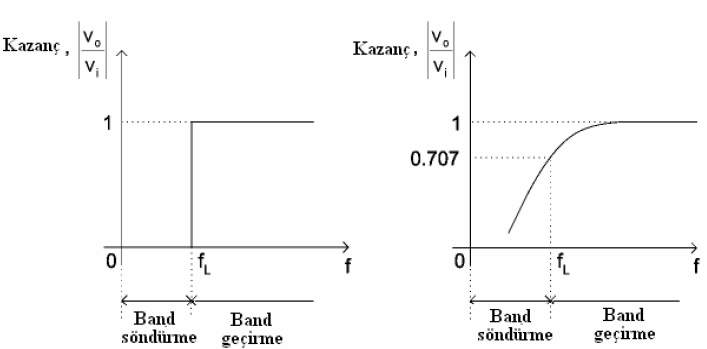 Kazanç , |vo/vi|
1
0
fL
f
Band söndürme
Band geçirme
Kazanç , |vo/vi|
1
0.707
0
fL
f
Band söndürme
Band geçirme